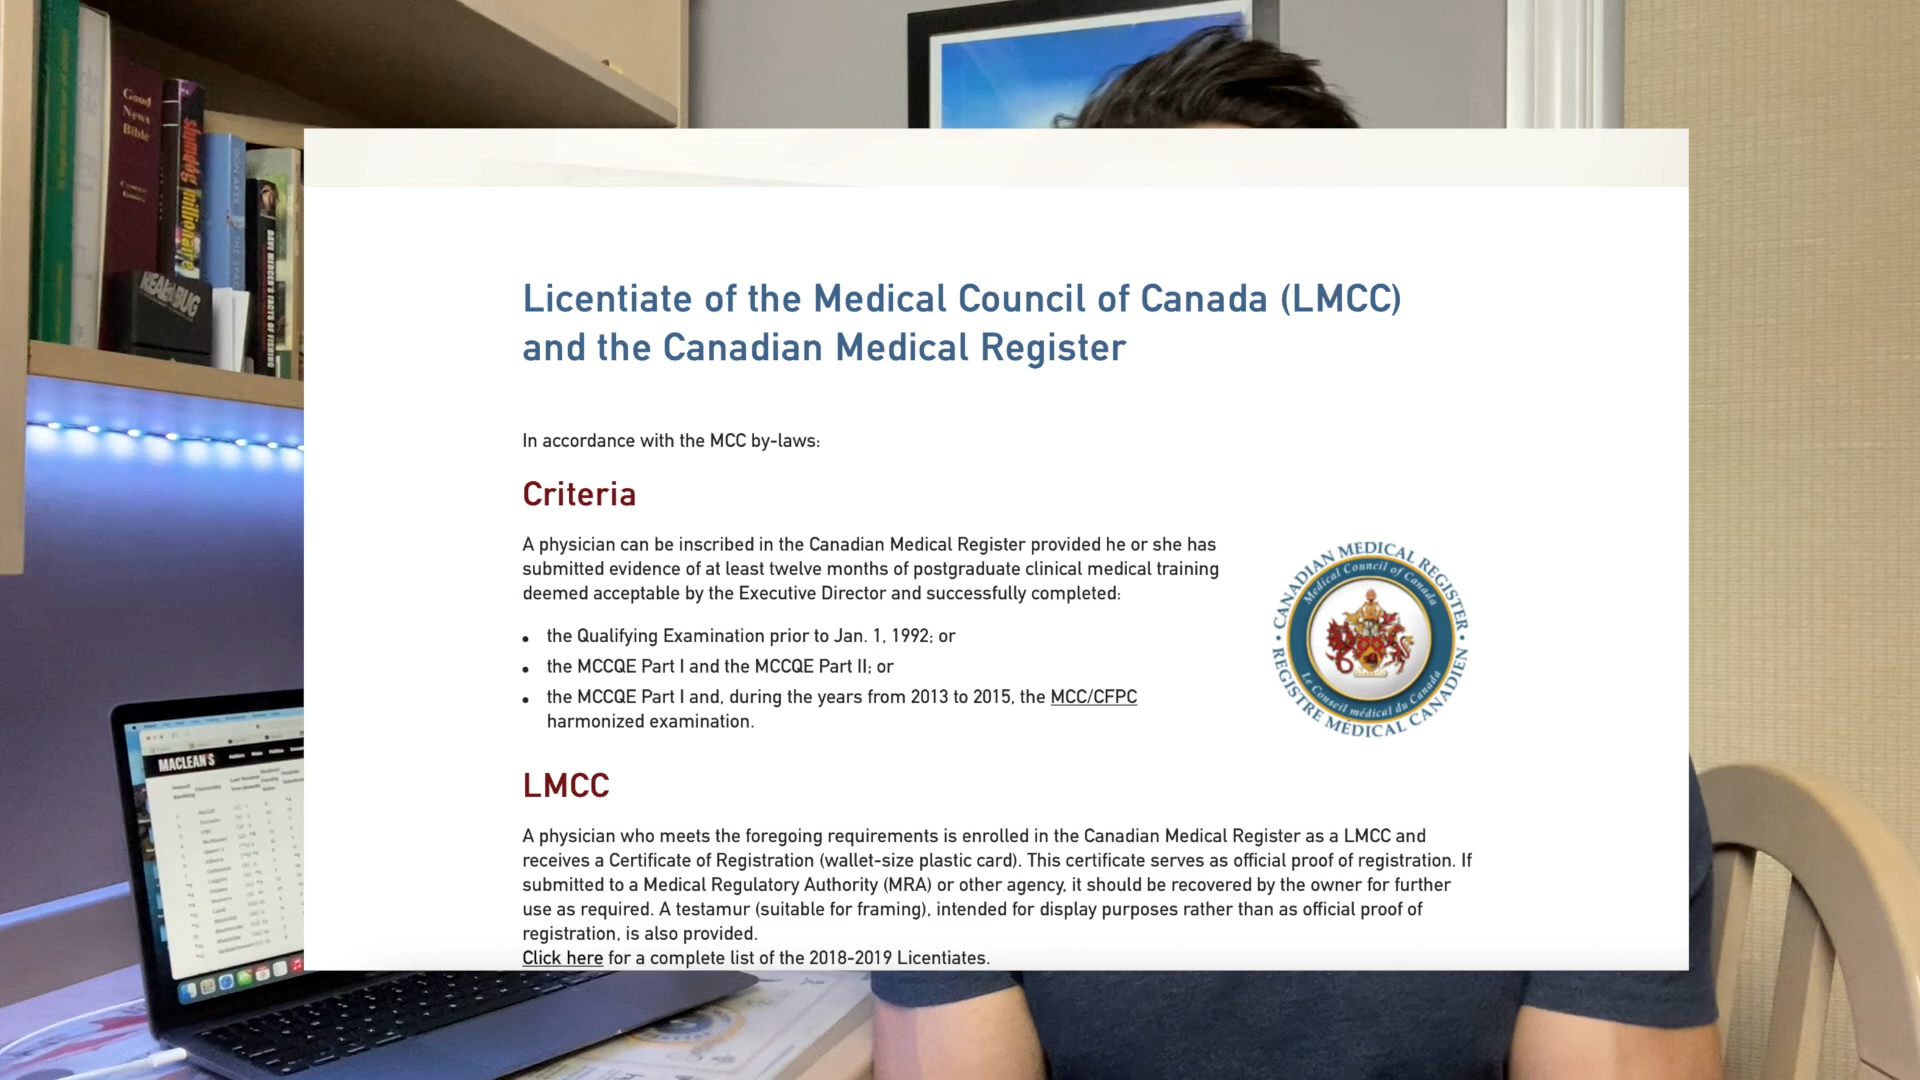 Licentiate of the Medical Council of Canada (LMCC)
and the Canadian Medical Register
In accordance with the MCC by-laws:
Criteria
A physician can be inscribed in the Canadian Medical Register provided he or she has
submitted evidence of at least twelve months of postgraduate clinical medical training
deemed acceptable by the Executive Director and successfully completed:
• the Qualifying Examination prior to Jan. 1, 1992; or
• the MCCQE Part I and the MCCQE Part II; or
• the MCCQE Part I and, during the years from 2013 to 2015, the MCC/CFPC
harmonized examination.
• CANADIAN MEDICAL REGISTER •
REGISTRE MÉDICAL CANADIEN
Medical Council of Canada
Le Conseil médical du Canada
LMCC
A physician who meets the foregoing requirements is enrolled in the Canadian Medical Register as a LMCC and
receives a Certificate of Registration (wallet-size plastic card). This certificate serves as official proof of registration. If
submitted to a Medical Regulatory Authority (MRA) or other agency, it should be recovered by the owner for further
use as required. A testamur (suitable for framing), intended for display purposes rather than as official proof of
registration, is also provided.
Click here for a complete list of the 2018-2019 Licentiates.
Good
News
Bible
slumdog millionaire
REAL BUG
MACLEAN'S